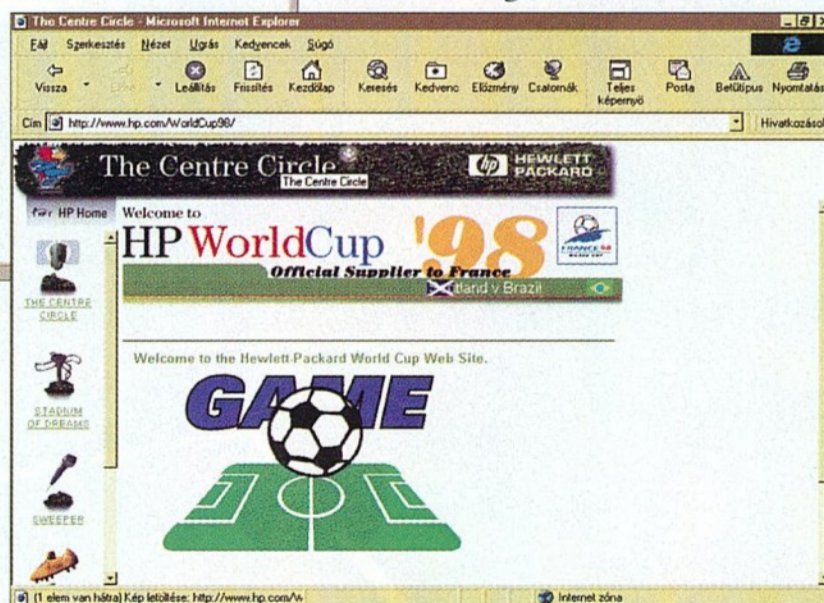 The Centre Circle - Microsoft Internet Explorer
Fájl Szerkesztés Nézet Ugrás Kedvencek Súgó
Vissza Leállítás Frissítés Kezdőlap Keresés Kedvenc Előzmény Csatornák Teljes képernyő Posta Betűtípus Nyomtatás
Cím http://www.hp.com/WorldCup98/ Hivatkozások
The Centre Circle
The Centre Circle
hp HEWLETT PACKARD
HP Home
Welcome to
HP WorldCup '98
FRANCE 98
Official Supplier to France
tland v Brazil
THE CENTRE CIRCLE
Welcome to the Hewlett-Packard World Cup Web Site.
GAME
STADIUM OF DREAMS
SWEEPER
(1 elem van hátra) Kép letöltése: http://www.hp.com/W
Internet zóna